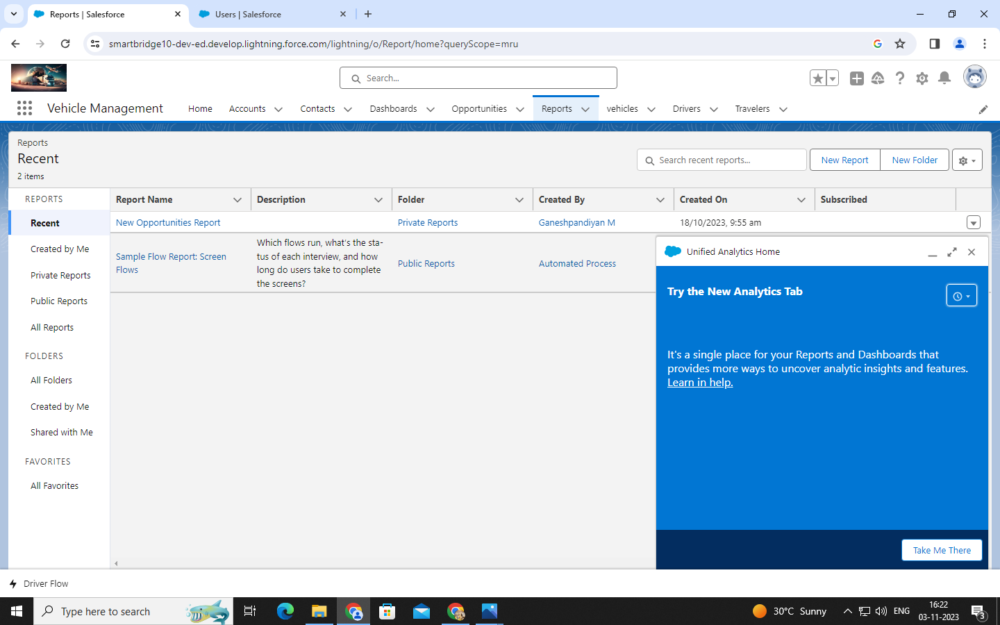 Reports | Salesforce
Users | Salesforce
smartbridge10-dev-ed.develop.lightning.force.com/lightning/o/Report/home?queryScope=mru
Search...
Vehicle Management
Home
Accounts
Contacts
Dashboards
Opportunities
Reports
vehicles
Drivers
Travelers
Reports
Recent
2 items
Search recent reports...
New Report
New Folder
REPORTS
Recent
Created by Me
Private Reports
Public Reports
All Reports
FOLDERS
All Folders
Created by Me
Shared with Me
FAVORITES
All Favorites
Report Name
Description
Folder
Created By
Created On
Subscribed
New Opportunities Report
Private Reports
Ganeshpandiyan M
18/10/2023, 9:55 am
Sample Flow Report: Screen
Flows
Which flows run, what's the sta-
tus of each interview, and how
long do users take to complete
the screens?
Public Reports
Automated Process
Unified Analytics Home
Try the New Analytics Tab
It's a single place for your Reports and Dashboards that
provides more ways to uncover analytic insights and features.
Learn in help.
Take Me There
Driver Flow
Type here to search
30°C Sunny
ENG
16:22
03-11-2023
3